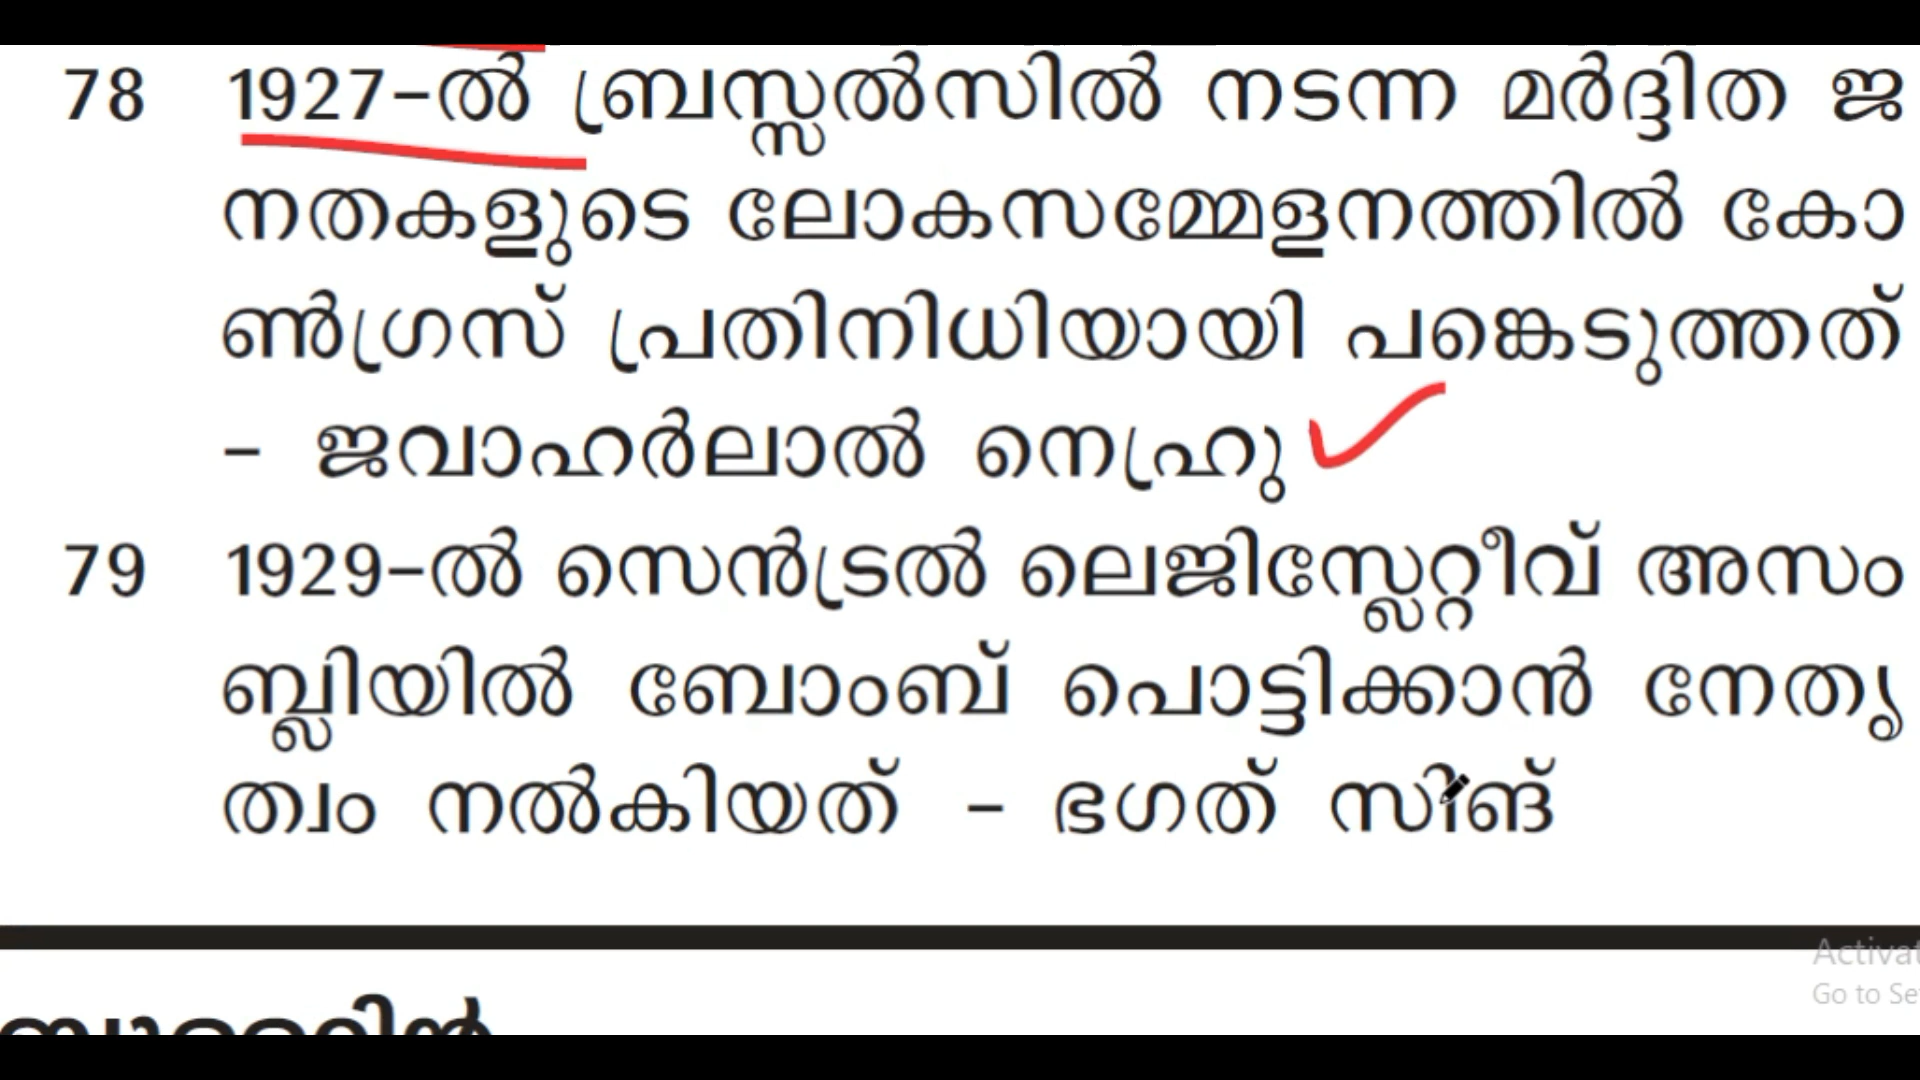 78 1927-ൽ ബ്രസ്സൽസിൽ നടന്ന മർദ്ദിത ജ
നതകളുടെ ലോകസമ്മേളനത്തിൽ കോ
ൺഗ്രസ് പ്രതിനിധിയായി പങ്കെടുത്തത്
- ജവാഹർലാൽ നെഹ്രു
79 1929-ൽ സെൻട്രൽ ലെജിസ്ലേറ്റീവ് അസം
ബ്ലിയിൽ ബോംബ് പൊട്ടിക്കാൻ നേതൃ
ത്വം നൽകിയത് - ഭഗത് സിങ്
Activat
Go to Se